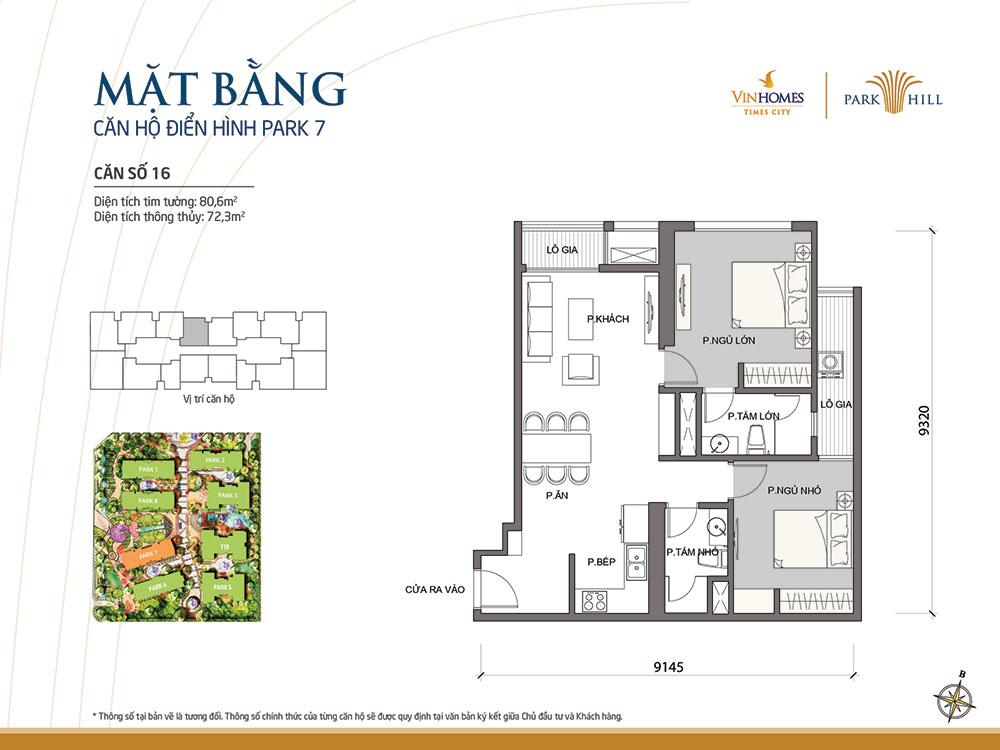 MẶT BẰNG
CĂN HỘ ĐIỂN HÌNH PARK 7
VINHOMES
TIMES CITY
PARK HILL
CĂN SỐ 16
Diện tích tim tường: 80,6m²
Diện tích thông thủy: 72,3m²
Vị trí căn hộ
PARK 1
PARK 2
PARK 8
PARK 3
PARK 7
T18
PARK 6
PARK 5
LÔ GIA
P.KHÁCH
P.NGỦ LỚN
LÔ GIA
P.TẮM LỚN
P.ĂN
P.NGỦ NHỎ
P.BẾP
P.TẮM NHỎ
CỬA RA VÀO
9320
9145
B
* Thông số tại bản vẽ là tương đối. Thông số chính thức của từng căn hộ sẽ được quy định tại văn bản ký kết giữa Chủ đầu tư và Khách hàng.